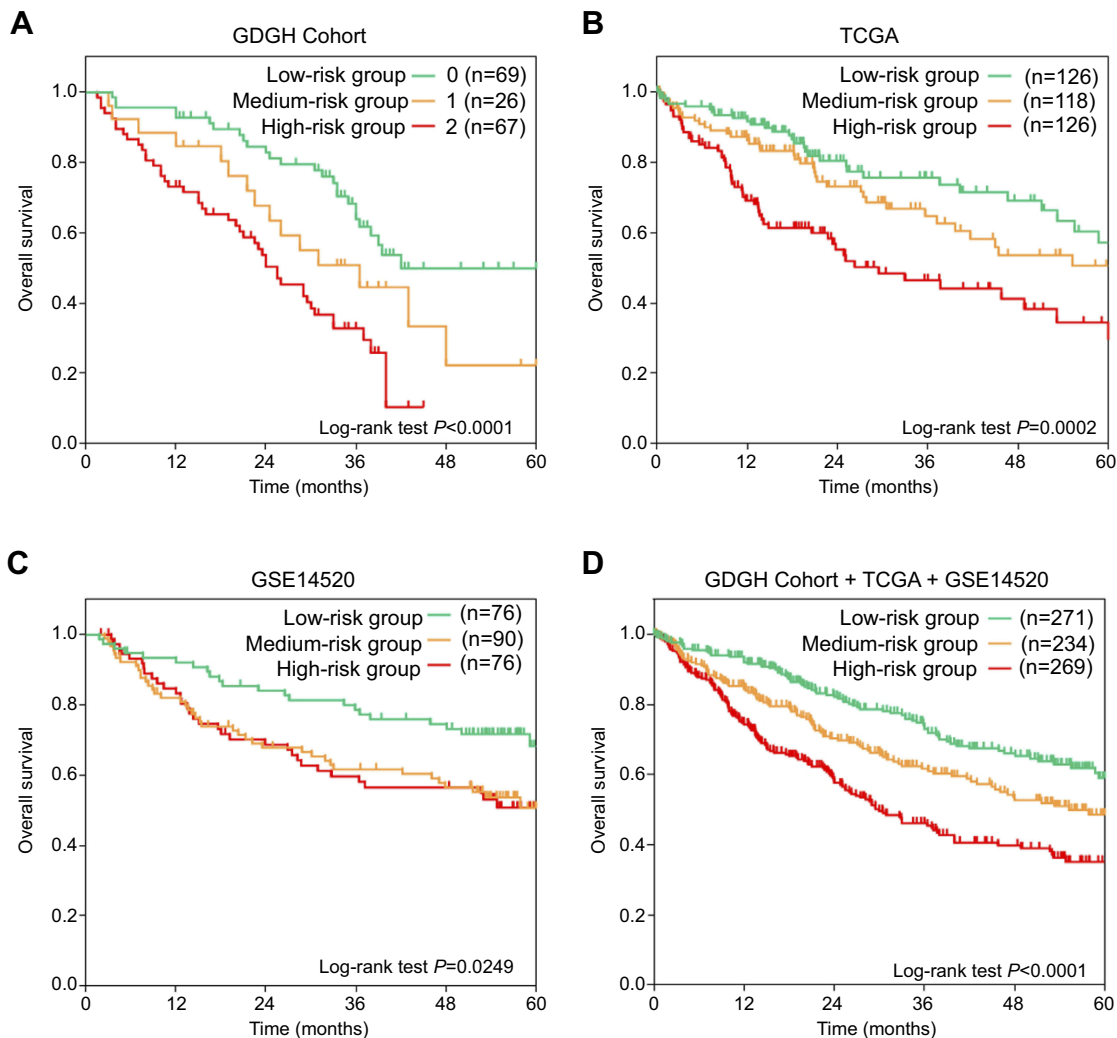 A
GDGH Cohort
Low-risk group 0 (n=69)
Medium-risk group 1 (n=26)
High-risk group 2 (n=67)
1.0
0.8
0.6
0.4
0.2
0.0
Overall survival
Log-rank test P<0.0001
0 12 24 36 48 60
Time (months)
B
TCGA
Low-risk group (n=126)
Medium-risk group (n=118)
High-risk group (n=126)
1.0
0.8
0.6
0.4
0.2
0.0
Overall survival
Log-rank test P=0.0002
0 12 24 36 48 60
Time (months)
C
GSE14520
Low-risk group (n=76)
Medium-risk group (n=90)
High-risk group (n=76)
1.0
0.8
0.6
0.4
0.2
0.0
Overall survival
Log-rank test P=0.0249
0 12 24 36 48 60
Time (months)
D
GDGH Cohort + TCGA + GSE14520
Low-risk group (n=271)
Medium-risk group (n=234)
High-risk group (n=269)
1.0
0.8
0.6
0.4
0.2
0.0
Overall survival
Log-rank test P<0.0001
0 12 24 36 48 60
Time (months)